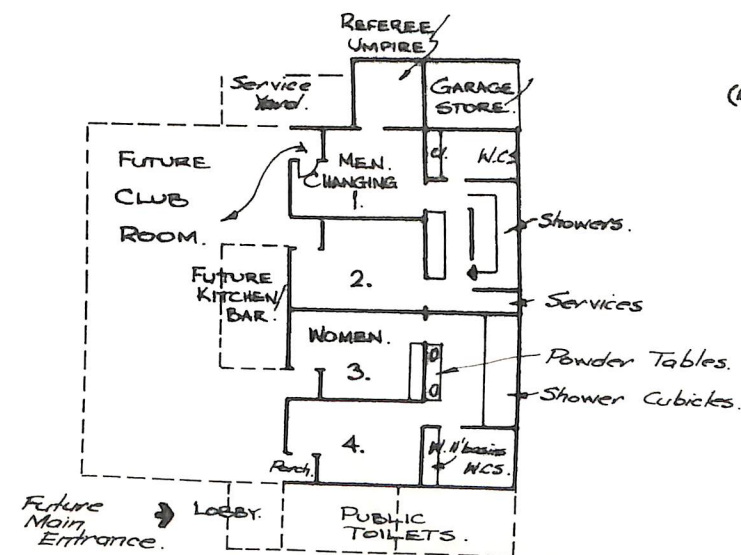 REFEREE/
UMPIRE
Service
Yard.
GARAGE
STORE.
FUTURE
CLUB
ROOM.
MEN.
CHANGING
1.
W.CS
Showers.
2.
FUTURE
KITCHEN/
BAR.
Services
WOMEN.
3.
Powder Tables.
Shower Cubicles.
4.
W.H'basins
W.CS.
Porch.
Future
Main
Entrance.
LOBBY.
PUBLIC
TOILETS.